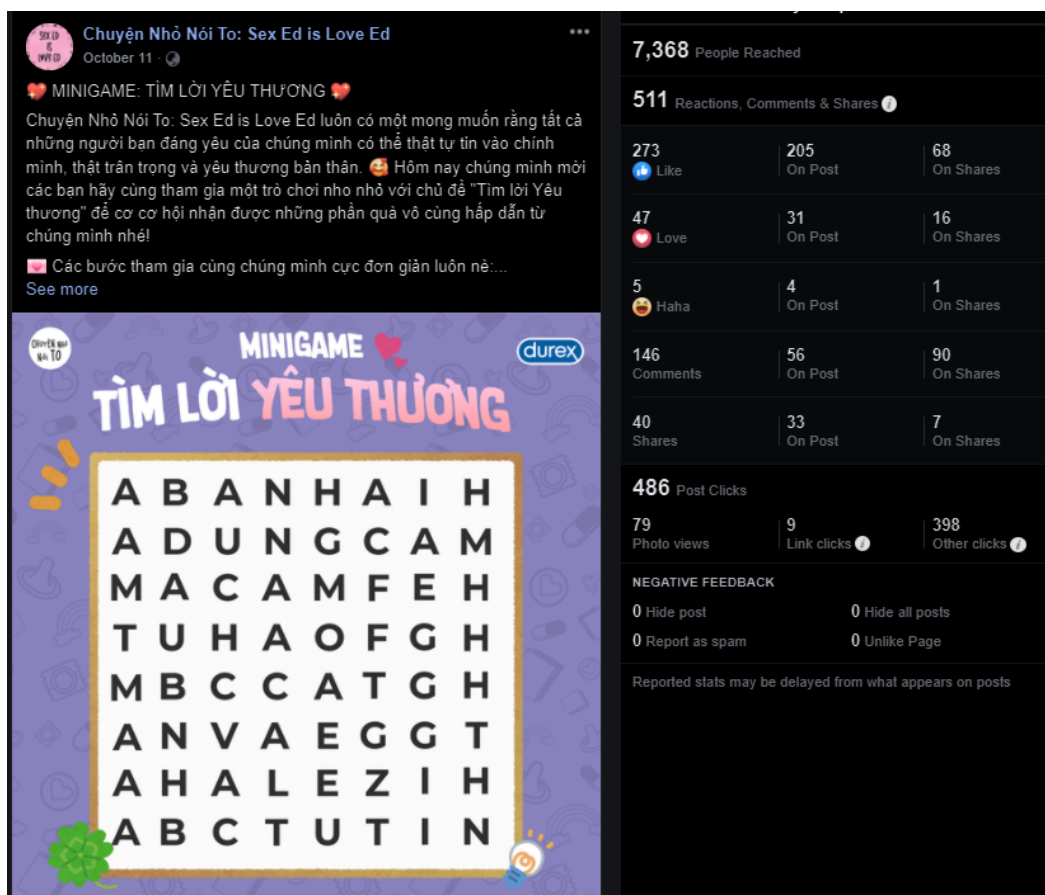 Chuyện Nhỏ Nói To: Sex Ed is Love Ed
October 11
💖 MINIGAME: TÌM LỜI YÊU THƯƠNG 💖
Chuyện Nhỏ Nói To: Sex Ed is Love Ed luôn có một mong muốn rằng tất cả
những người bạn đáng yêu của chúng mình có thể thật tự tin vào chính
mình, thật trân trọng và yêu thương bản thân. 🥰 Hôm nay chúng mình mời
các bạn hãy cùng tham gia một trò chơi nho nhỏ với chủ đề "Tìm lời Yêu
thương" để cơ cơ hội nhận được những phần quà vô cùng hấp dẫn từ
chúng mình nhé!
💌 Các bước tham gia cùng chúng mình cực đơn giản luôn nè:...
See more
Chuyện Nhỏ
Nói TO
MINIGAME
durex
TÌM LỜI YÊU THƯƠNG
A B A N H A I H
A D U N G C A M
M A C A M F E H
T U H A O F G H
M B C C A T G H
A N V A E G G T
A H A L E Z I H
A B C T U T I N
7,368 People Reached
511 Reactions, Comments & Shares
273 Like
205 On Post
68 On Shares
47 Love
31 On Post
16 On Shares
5 Haha
4 On Post
1 On Shares
146 Comments
56 On Post
90 On Shares
40 Shares
33 On Post
7 On Shares
486 Post Clicks
79 Photo views
9 Link clicks
398 Other clicks
NEGATIVE FEEDBACK
0 Hide post
0 Hide all posts
0 Report as spam
0 Unlike Page
Reported stats may be delayed from what appears on posts